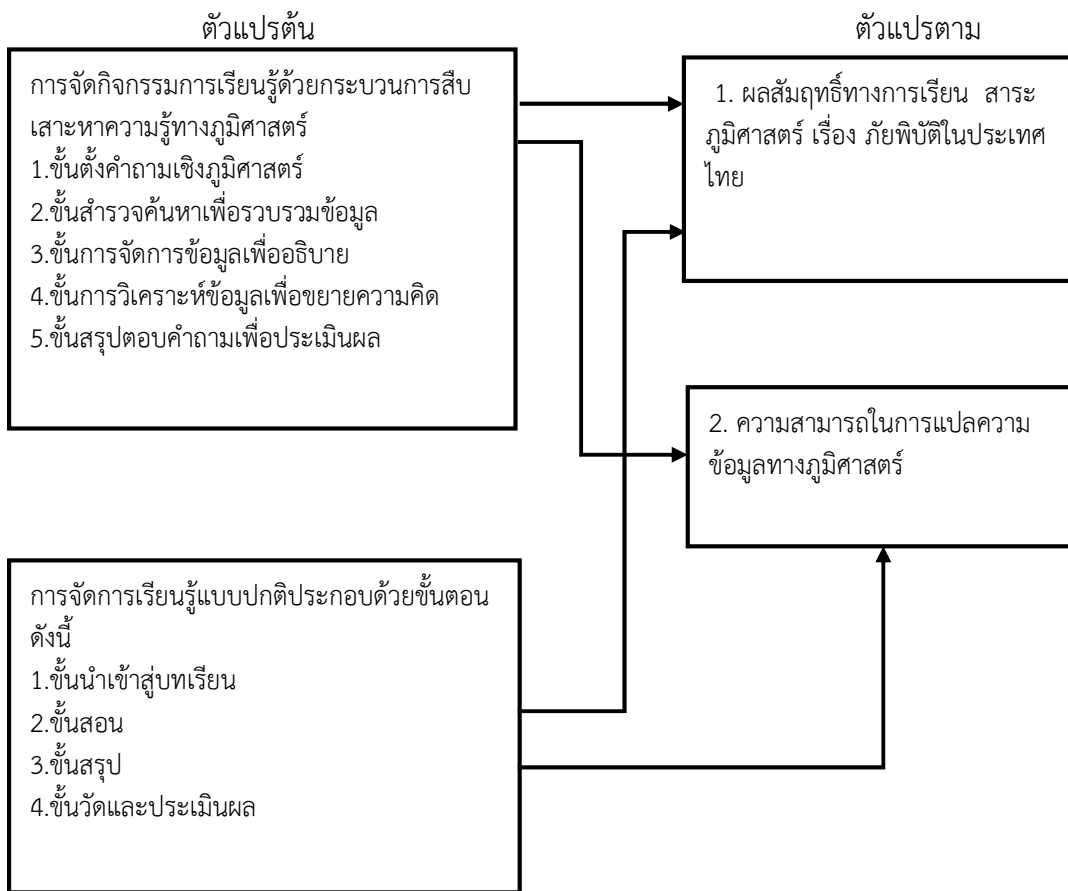 ตัวแปรต้น
ตัวแปรตาม
การจัดกิจกรรมการเรียนรู้ด้วยกระบวนการสืบ
เสาะหาความรู้ทางภูมิศาสตร์
1.ขั้นตั้งคำถามเชิงภูมิศาสตร์
2.ขั้นสำรวจค้นหาเพื่อรวบรวมข้อมูล
3.ขั้นการจัดการข้อมูลเพื่ออธิบาย
4.ขั้นการวิเคราะห์ข้อมูลเพื่อขยายความคิด
5.ขั้นสรุปตอบคำถามเพื่อประเมินผล
1. ผลสัมฤทธิ์ทางการเรียน สาระ
ภูมิศาสตร์ เรื่อง ภัยพิบัติในประเทศ
ไทย
2. ความสามารถในการแปลความ
ข้อมูลทางภูมิศาสตร์
การจัดการเรียนรู้แบบปกติประกอบด้วยขั้นตอน
ดังนี้
1.ขั้นนำเข้าสู่บทเรียน
2.ขั้นสอน
3.ขั้นสรุป
4.ขั้นวัดและประเมินผล